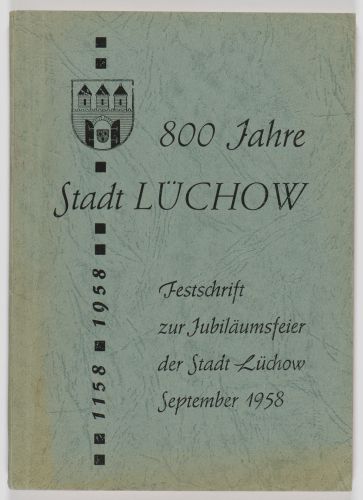 800 Jahre
Stadt LÜCHOW
Festschrift
zur Jubiläumsfeier
der Stadt Lüchow
September 1958
1158 ■ 1958